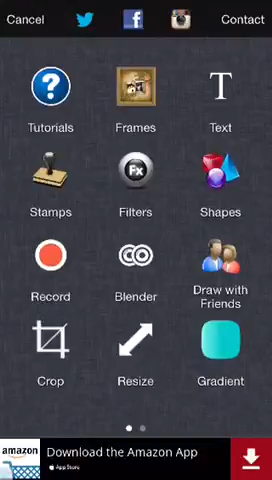 Cancel Contact
Tutorials Frames Text
T
Fx
Stamps Filters Shapes
Record Blender Draw with
Friends
Crop Resize Gradient
amazon Download the Amazon App
App Store